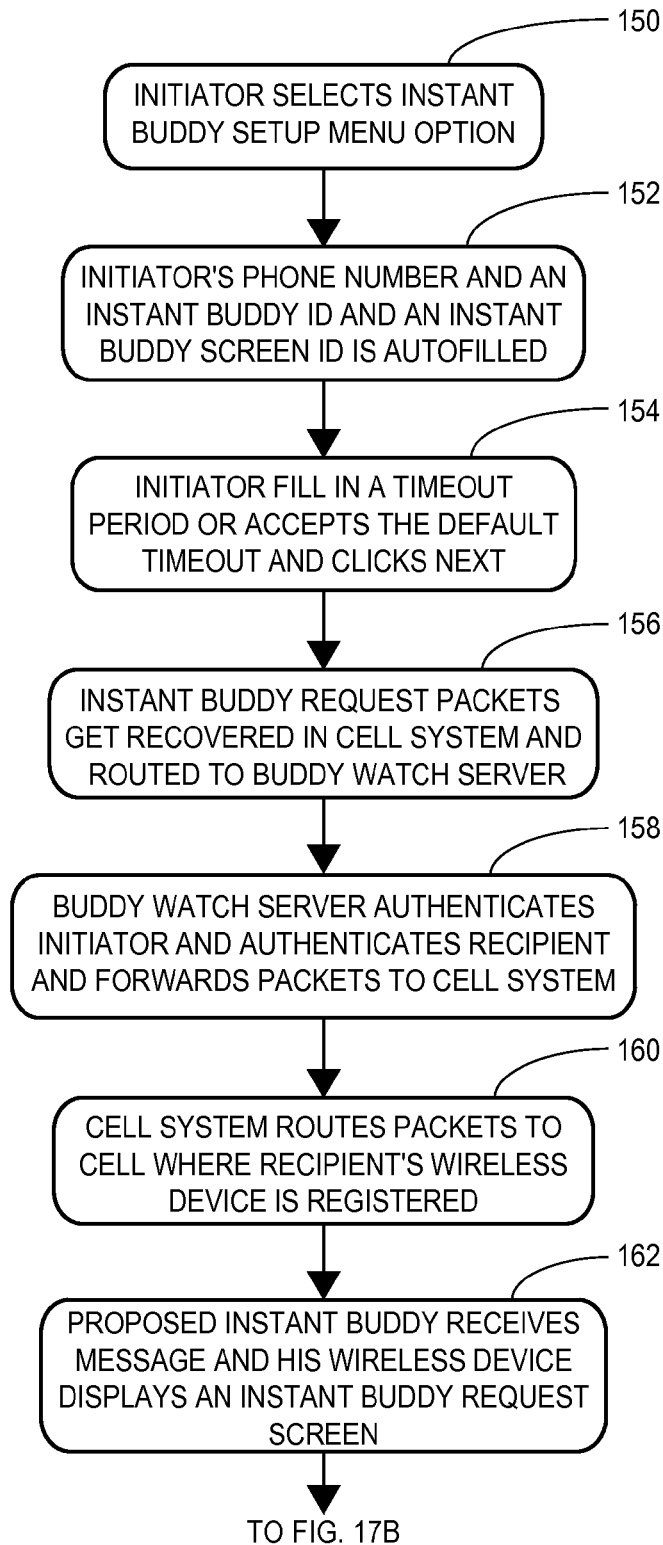 150
INITIATOR SELECTS INSTANT
BUDDY SETUP MENU OPTION
152
INITIATOR'S PHONE NUMBER AND AN
INSTANT BUDDY ID AND AN INSTANT
BUDDY SCREEN ID IS AUTOFILLED
154
INITIATOR FILL IN A TIMEOUT
PERIOD OR ACCEPTS THE DEFAULT
TIMEOUT AND CLICKS NEXT
156
INSTANT BUDDY REQUEST PACKETS
GET RECOVERED IN CELL SYSTEM AND
ROUTED TO BUDDY WATCH SERVER
158
BUDDY WATCH SERVER AUTHENTICATES
INITIATOR AND AUTHENTICATES RECIPIENT
AND FORWARDS PACKETS TO CELL SYSTEM
160
CELL SYSTEM ROUTES PACKETS TO
CELL WHERE RECIPIENT'S WIRELESS
DEVICE IS REGISTERED
162
PROPOSED INSTANT BUDDY RECEIVES
MESSAGE AND HIS WIRELESS DEVICE
DISPLAYS AN INSTANT BUDDY REQUEST
SCREEN
TO FIG. 17B